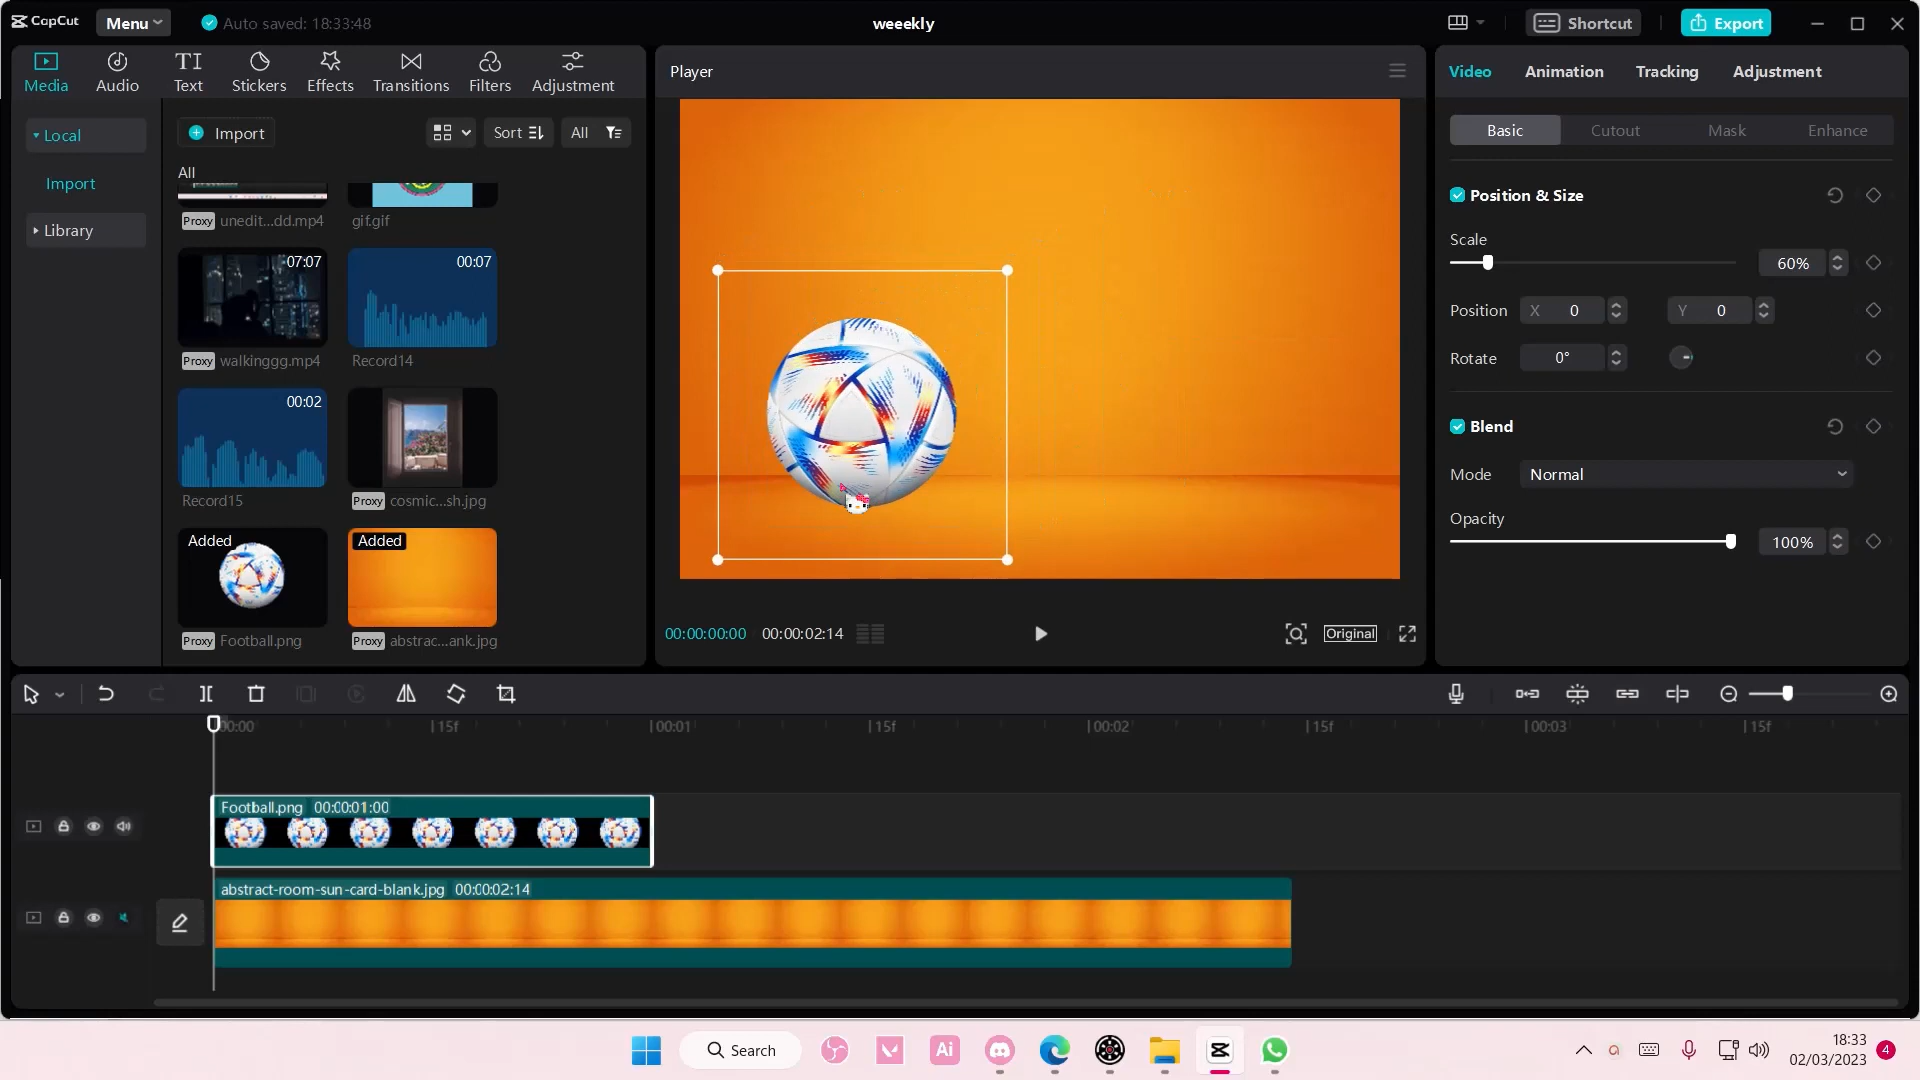 CapCut Menu Auto saved: 18:33:48 weeekly Shortcut Export
Media Audio Text Stickers Effects Transitions Filters Adjustment
Local
Import
Library
Import Sort All
All
Proxy unedit...dd.mp4 gif.gif
07:07 00:07
Proxy walkinggg.mp4 Record14
00:02
Record15 Proxy cosmic...sh.jpg
Added Added
Proxy Football.png Proxy abstrac...ank.jpg
Player
00:00:00:00 00:00:02:14 Original
Video Animation Tracking Adjustment
Basic Cutout Mask Enhance
Position & Size
Scale
60%
Position X 0 Y 0
Rotate 0°
Blend
Mode Normal
Opacity
100%
00:00 15f 00:01 15f 00:02 15f 00:03 15f
Football.png 00:00:01:00
abstract-room-sun-card-blank.jpg 00:00:02:14
Search Ai 18:33
02/03/2023 4